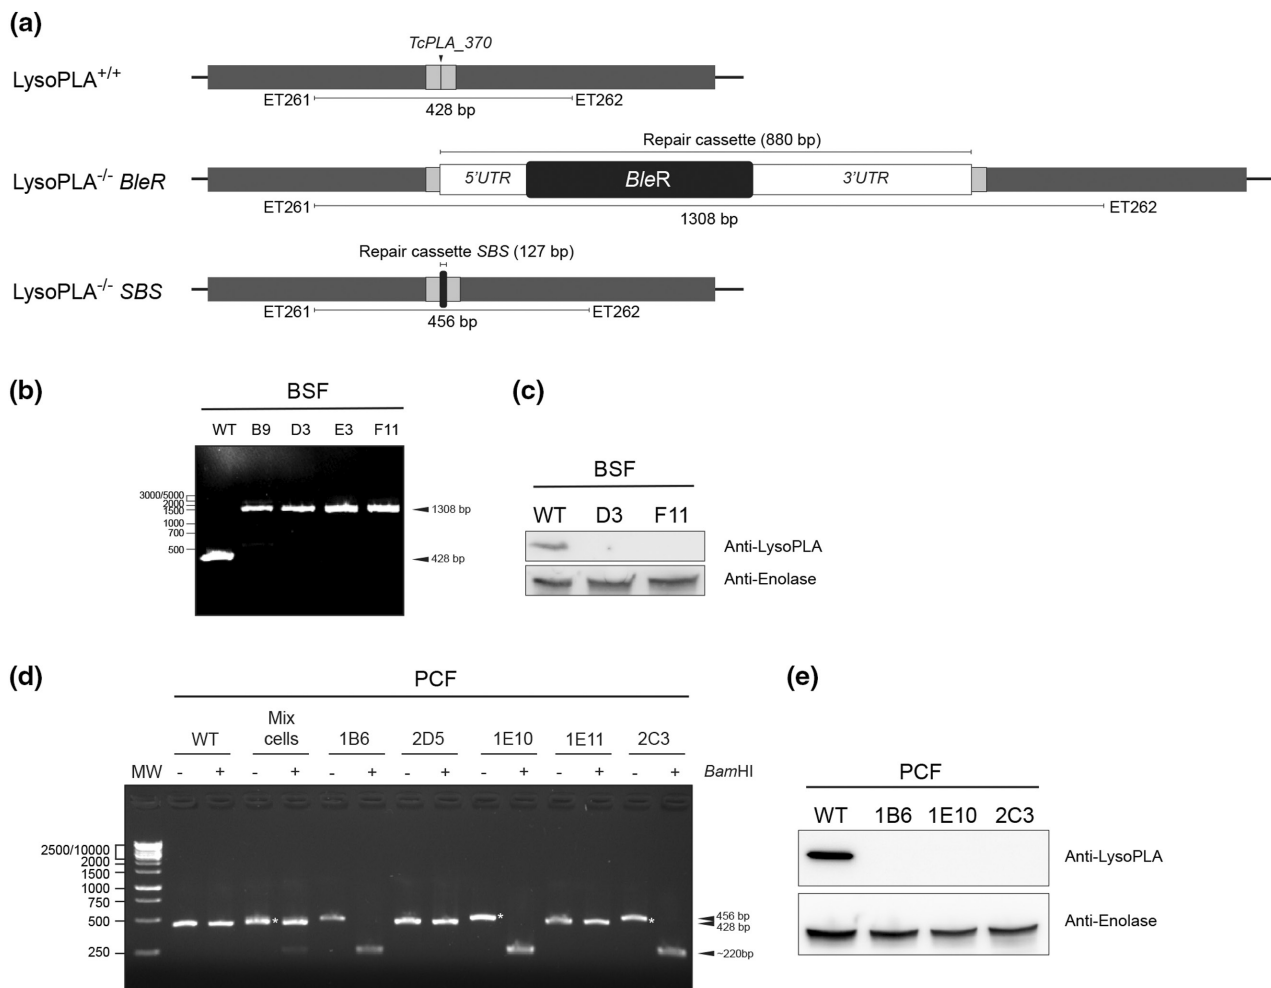 (a)
TcPLA_370
LysoPLA+/+
ET261
ET262
428 bp
Repair cassette (880 bp)
LysoPLA-/- BleR
5'UTR
BleR
3'UTR
ET261
ET262
1308 bp
Repair cassette SBS (127 bp)
LysoPLA-/- SBS
ET261
ET262
456 bp
(b)
BSF
WT B9 D3 E3 F11
3000/5000
2000
1500
1000
700
500
1308 bp
428 bp
(c)
BSF
WT D3 F11
Anti-LysoPLA
Anti-Enolase
(d)
PCF
WT Mix cells 1B6 2D5 1E10 1E11 2C3
MW - + - + - + - + - + - + - + BamHI
2500/10000
2000
1500
1000
750
500
250
* * *
*
456 bp
428 bp
~220bp
(e)
PCF
WT 1B6 1E10 2C3
Anti-LysoPLA
Anti-Enolase